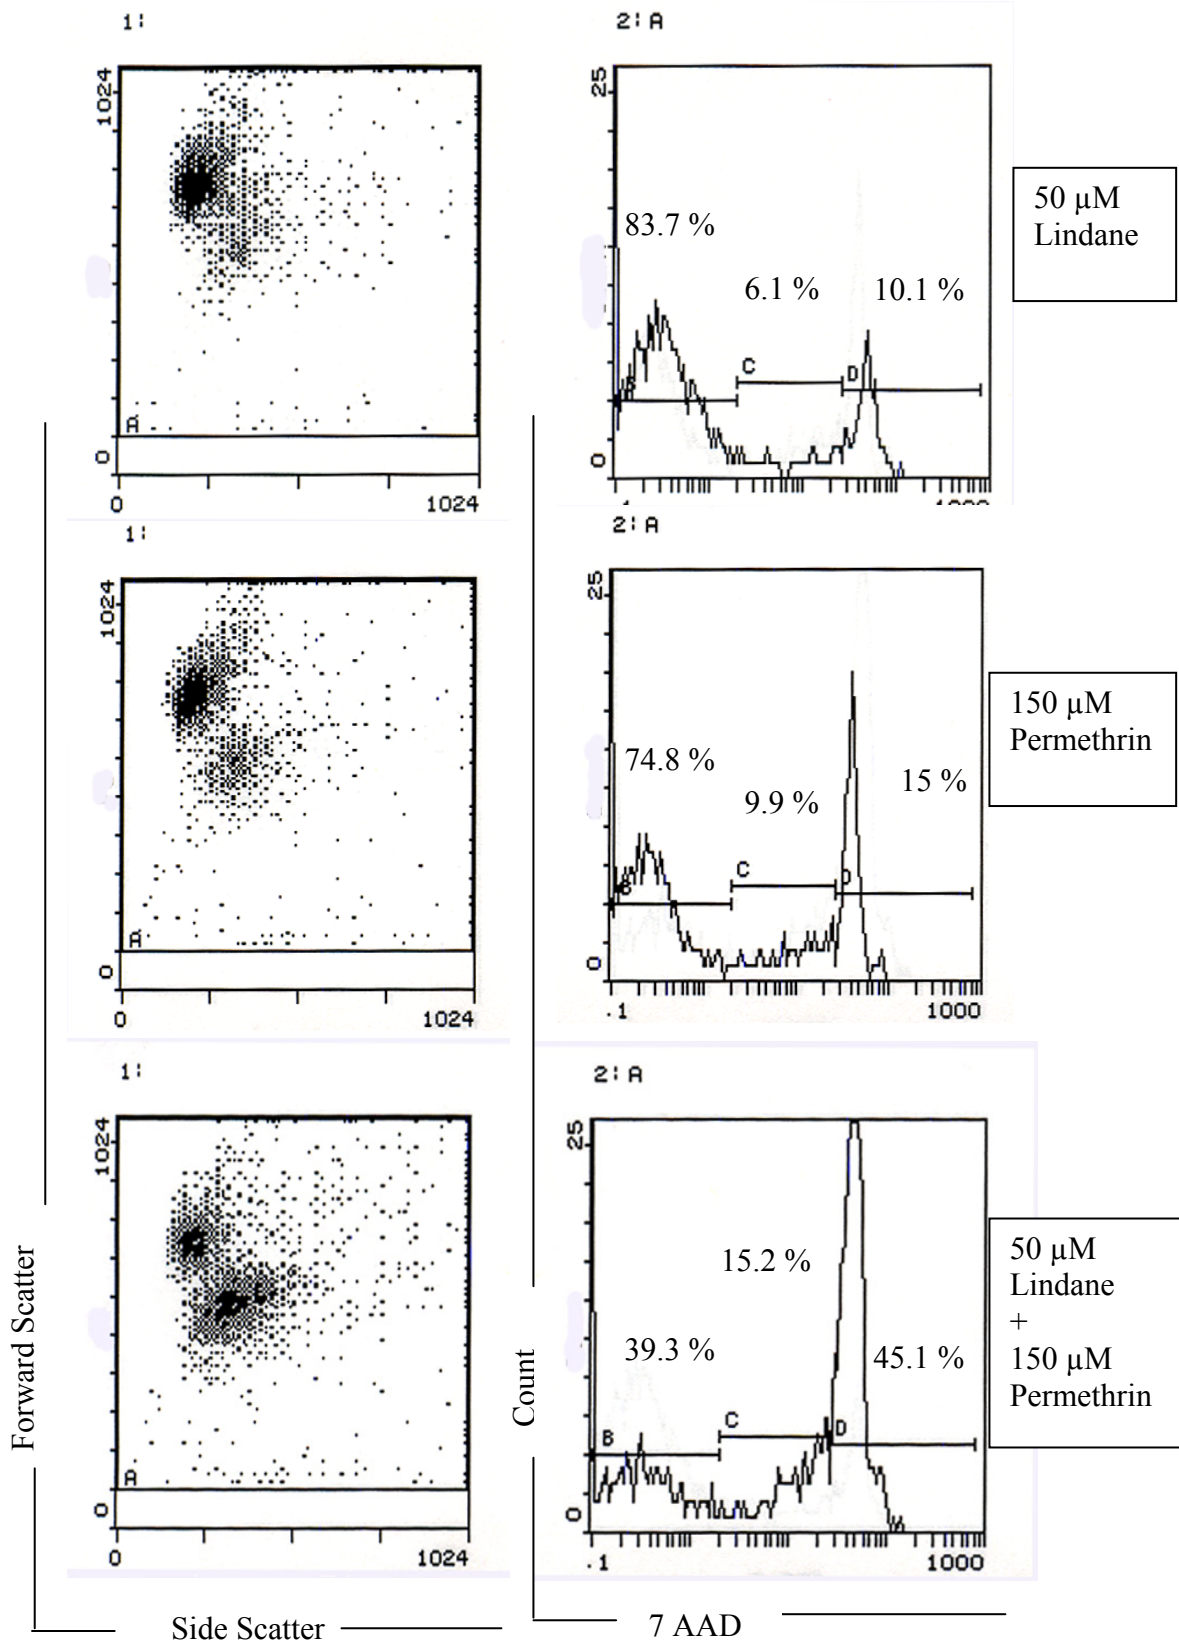 1:
2: A
1024
0
A
0
1024
25
0
83.7 %
6.1 %
10.1 %
C
D
50 µM
Lindane
1:
2: A
1024
0
A
0
1024
25
0
74.8 %
9.9 %
15 %
B
C
D
.1
1000
150 µM
Permethrin
1:
2: A
1024
0
A
0
1024
25
0
39.3 %
15.2 %
45.1 %
B
C
D
.1
1000
50 µM
Lindane
+
150 µM
Permethrin
Forward Scatter
Count
Side Scatter
7 AAD